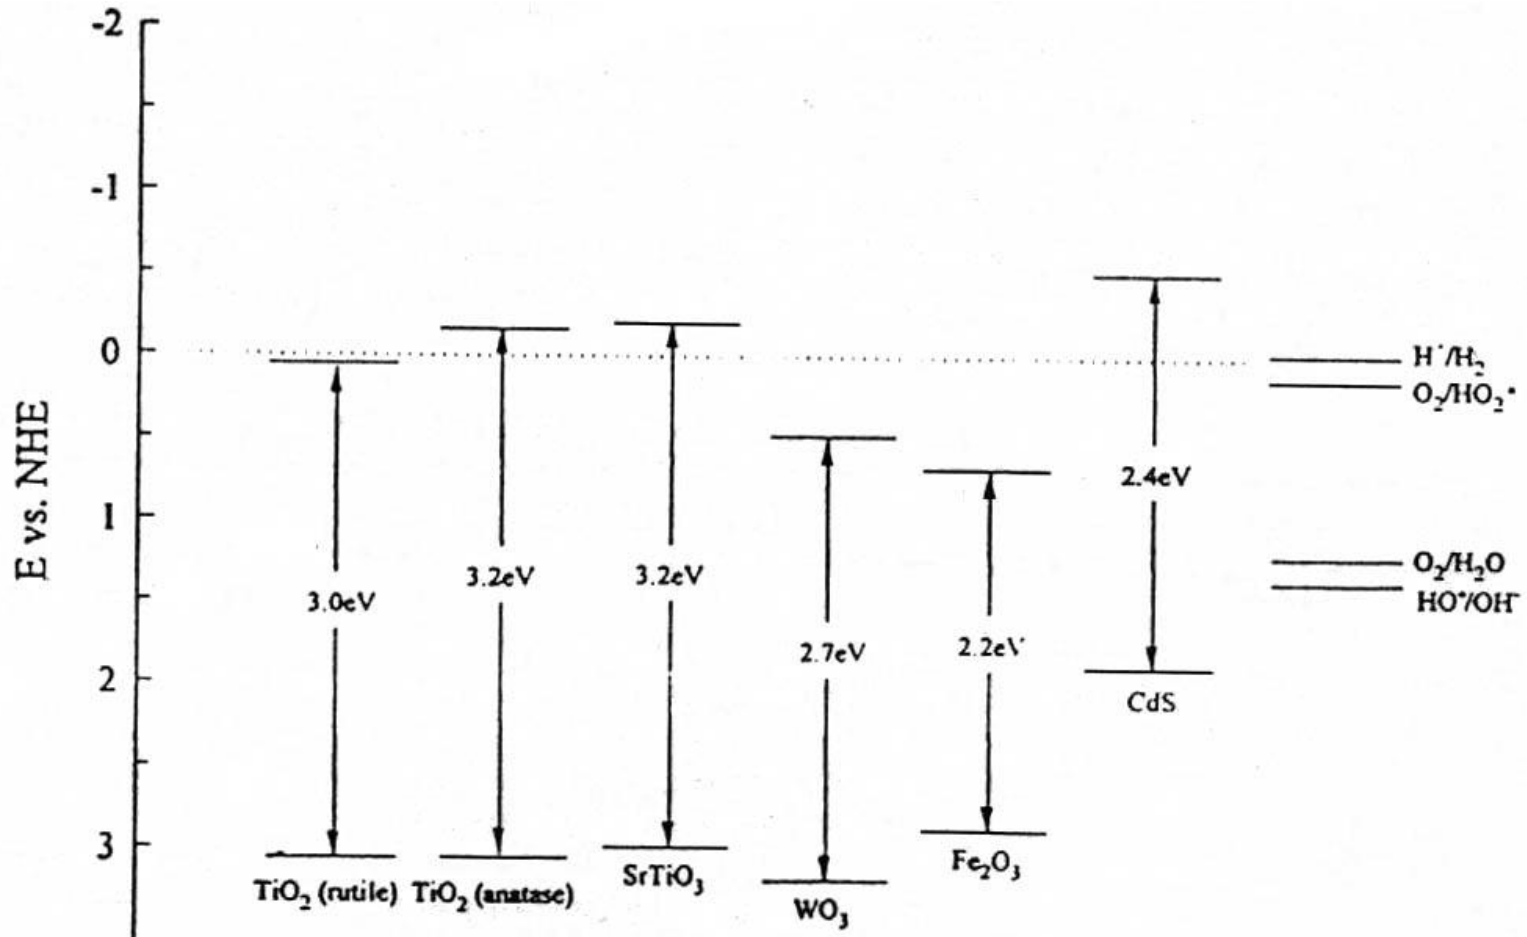 -2
-1
0
1
2
3
E vs. NHE
3.0eV
3.2eV
3.2eV
2.7eV
2.2eV
2.4eV
TiO₂ (rutile)
TiO₂ (anatase)
SrTiO₃
WO₃
Fe₂O₃
CdS
H⁺/H₂
O₂/HO₂•
O₂/H₂O
HO•/OH⁻